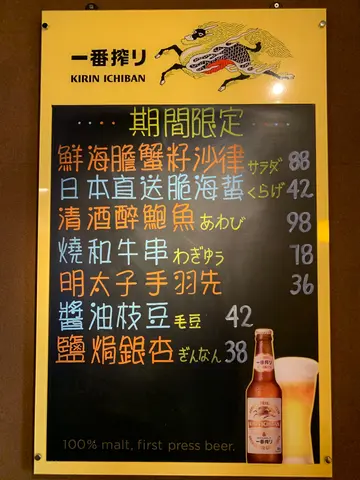 一番搾り
KIRIN ICHIBAN
期間限定
鮮海膽蟹籽沙律 サラダ 88
日本直送脆海蜇 くらげ 42
清酒醉鮑魚 あわび 98
燒和牛串 わぎゅう 78
明太子手羽先 36
醬油枝豆 毛豆 42
鹽焗銀杏 ぎんなん 38
100% malt, first press beer.